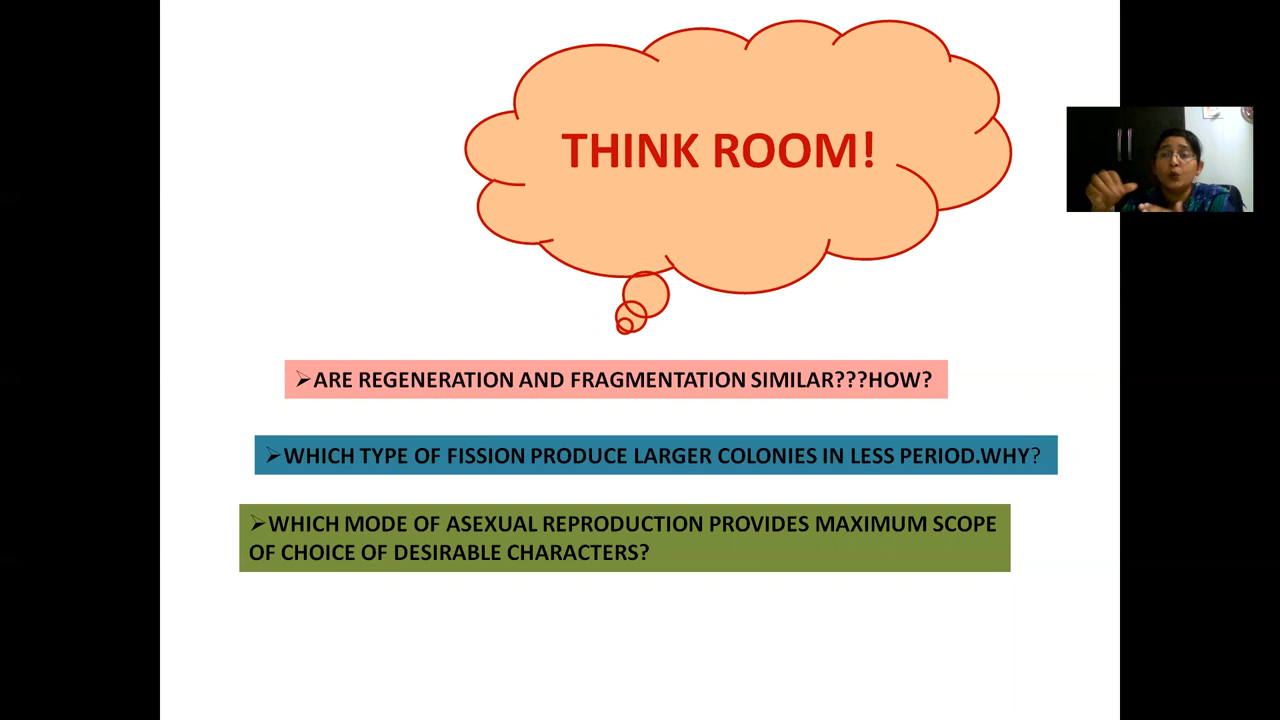 THINK ROOM!
➢ARE REGENERATION AND FRAGMENTATION SIMILAR???HOW?
➢WHICH TYPE OF FISSION PRODUCE LARGER COLONIES IN LESS PERIOD.WHY?
➢WHICH MODE OF ASEXUAL REPRODUCTION PROVIDES MAXIMUM SCOPE
OF CHOICE OF DESIRABLE CHARACTERS?